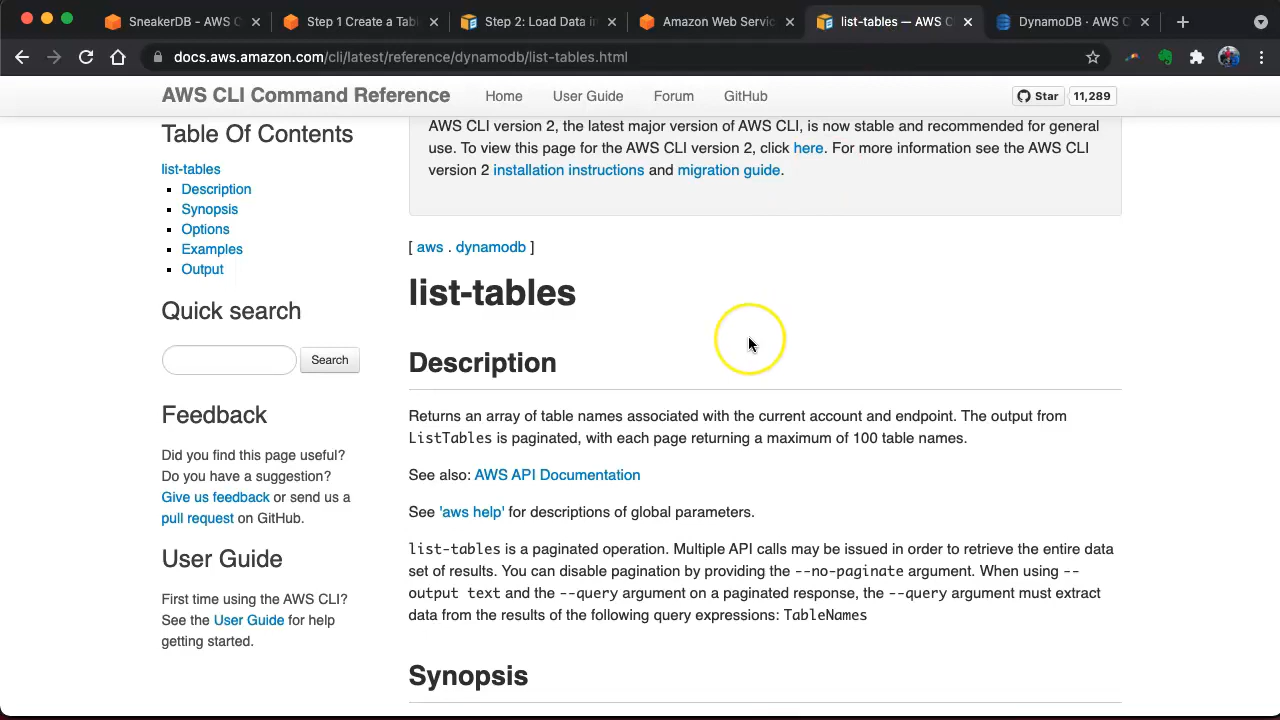 SneakerDB – AWS C
Step 1 Create a Tabl
Step 2: Load Data in
Amazon Web Servic
list-tables — AWS C
DynamoDB · AWS C
docs.aws.amazon.com/cli/latest/reference/dynamodb/list-tables.html
AWS CLI Command Reference
Home
User Guide
Forum
GitHub
Star
11,289
Table Of Contents
list-tables
Description
Synopsis
Options
Examples
Output
Quick search
Search
Feedback
Did you find this page useful?
Do you have a suggestion?
Give us feedback or send us a
pull request on GitHub.
User Guide
First time using the AWS CLI?
See the User Guide for help
getting started.
AWS CLI version 2, the latest major version of AWS CLI, is now stable and recommended for general
use. To view this page for the AWS CLI version 2, click here. For more information see the AWS CLI
version 2 installation instructions and migration guide.
[ aws . dynamodb ]
list-tables
Description
Returns an array of table names associated with the current account and endpoint. The output from
ListTables is paginated, with each page returning a maximum of 100 table names.
See also: AWS API Documentation
See 'aws help' for descriptions of global parameters.
list-tables is a paginated operation. Multiple API calls may be issued in order to retrieve the entire data
set of results. You can disable pagination by providing the --no-paginate argument. When using --
output text and the --query argument on a paginated response, the --query argument must extract
data from the results of the following query expressions: TableNames
Synopsis